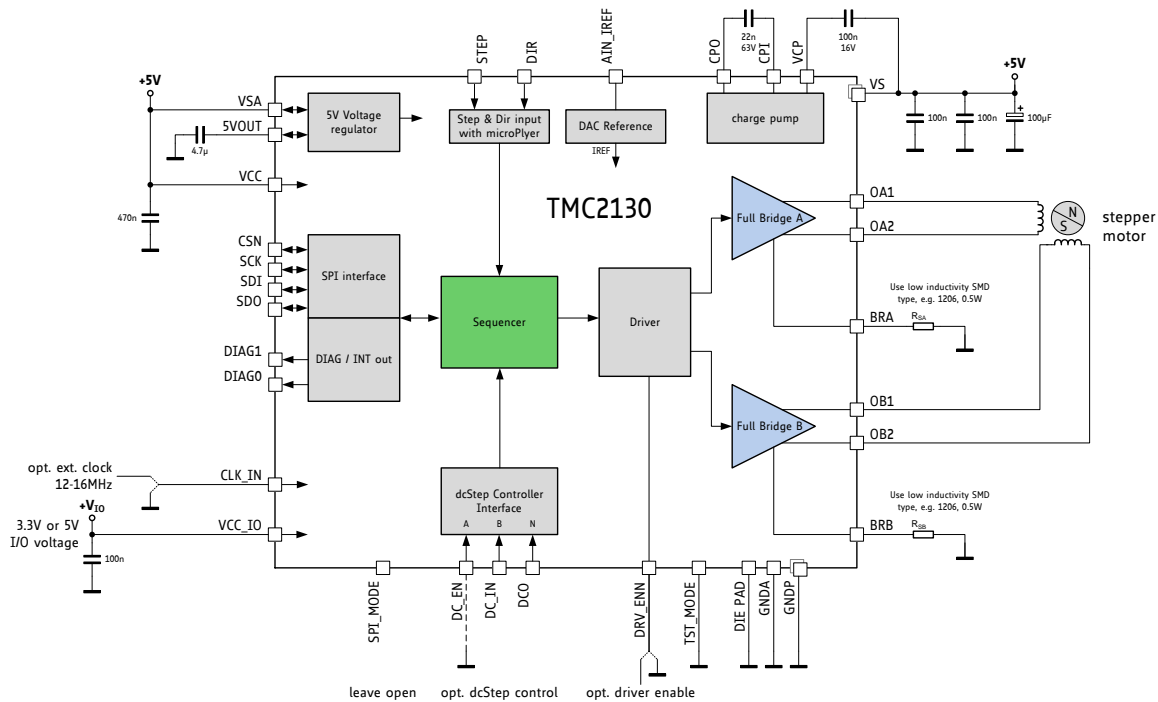 STEP
DIR
AIN_IREF
CPO
22n
63V
CPI
VCP
100n
16V
+5V
VSA
5VOUT
4.7µ
5V Voltage
regulator
Step & Dir input
with microPlyer
DAC Reference
IREF
charge pump
VS
+5V
100n
100n
+
100µF
VCC
470n
TMC2130
Full Bridge A
OA1
OA2
N
S
stepper
motor
CSN
SCK
SDI
SDO
SPI interface
DIAG1
DIAG0
DIAG / INT out
Sequencer
Driver
Use low inductivity SMD
type, e.g. 1206, 0.5W
BRA
RSA
Full Bridge B
OB1
OB2
opt. ext. clock
12-16MHz
CLK_IN
+VIO
3.3V or 5V
I/O voltage
VCC_IO
100n
dcStep Controller
Interface
A B N
Use low inductivity SMD
type, e.g. 1206, 0.5W
BRB
RSB
SPI_MODE
DC_EN
DC_IN
DCO
DRV_ENN
TST_MODE
DIE PAD
GNDA
GNDP
leave open
opt. dcStep control
opt. driver enable